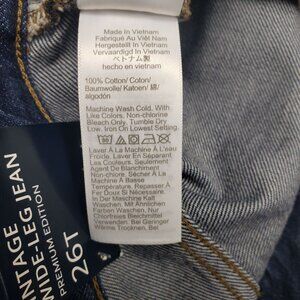 Made In Vietnam
Fabriqué Au Viêt Nam
Hergestellt In Vietnam
Vervaardigd in Vietnam
ベトナム製
hecho en vietnam
100% Cotton/ Coton/
Baumwolle/ Katoen/ 綿/
algodón
Machine Wash Cold. With
Like Colors. Non-chlorine
Bleach Only. Tumble Dry
Low. Iron On Lowest Setting.
Laver À La Machine À L'eau
Froide. Laver En Séparant
Les Couleurs Semblables.
Agent De Blanchiment
Non-chlore. Sécher À La
Machine À Basse
Température. Repasser À
Fer Doux Si Nécessaire.
In Der Maschine Kalt
Waschen. Mit Ähnlichen
Farben Waschen. Nur
Chlorfreies Bleichmittel
Verwenden. Bei Geringer
Wärme Trocknen. Bei
VINTAGE
WIDE-LEG JEAN
PREMIUM EDITION
26T